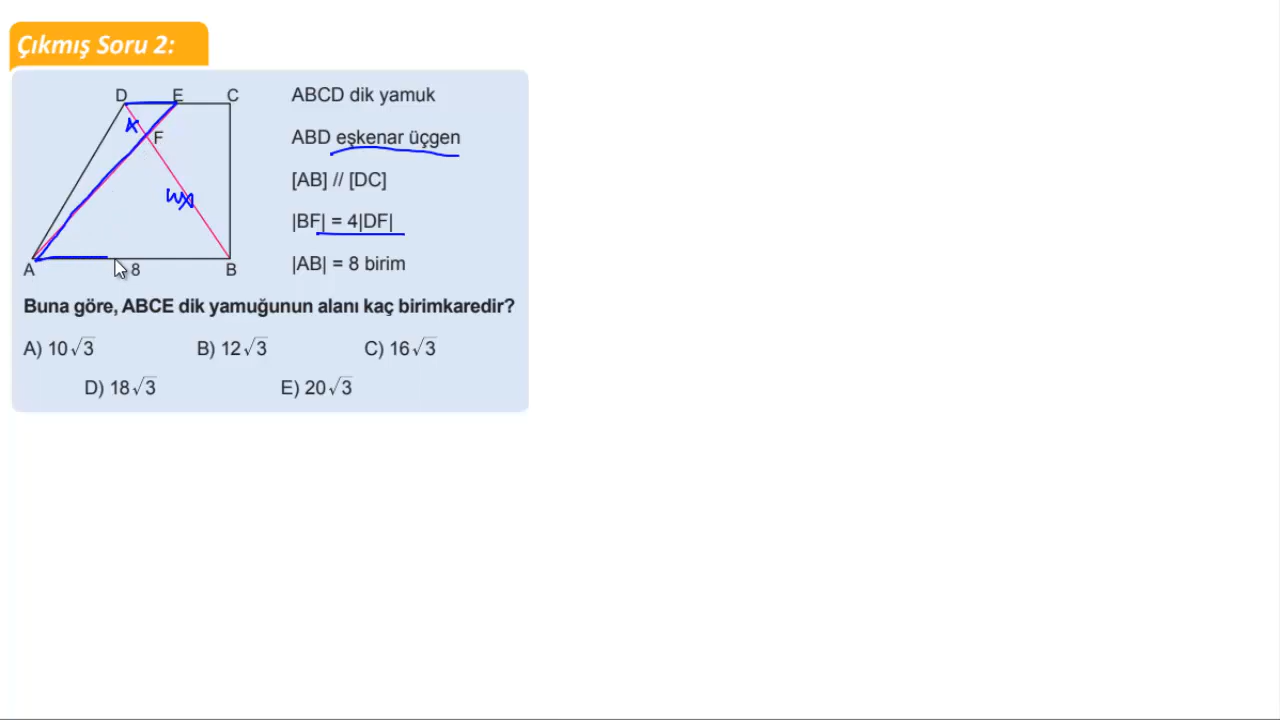 Çıkmış Soru 2:
D E C
ABCD dik yamuk
x F
ABD eşkenar üçgen
[AB] // [DC]
4x
|BF| = 4|DF|
|AB| = 8 birim
A 8 B
Buna göre, ABCE dik yamuğunun alanı kaç birimkaredir?
A) 10√3 B) 12√3 C) 16√3
D) 18√3 E) 20√3